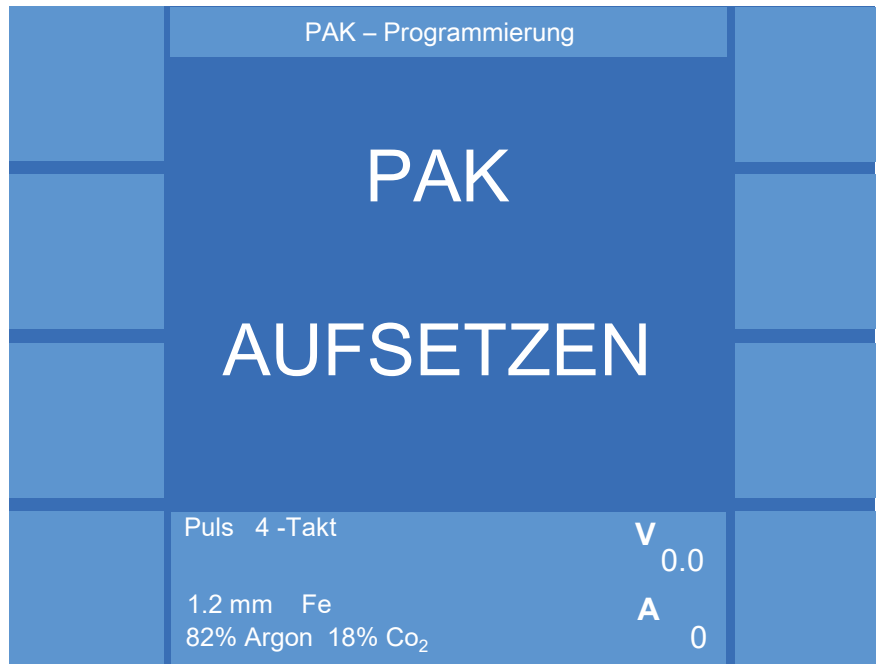 PAK – Programmierung
PAK
AUFSETZEN
Puls 4 -Takt
V
0.0
1.2 mm Fe
A
82% Argon 18% Co₂
0